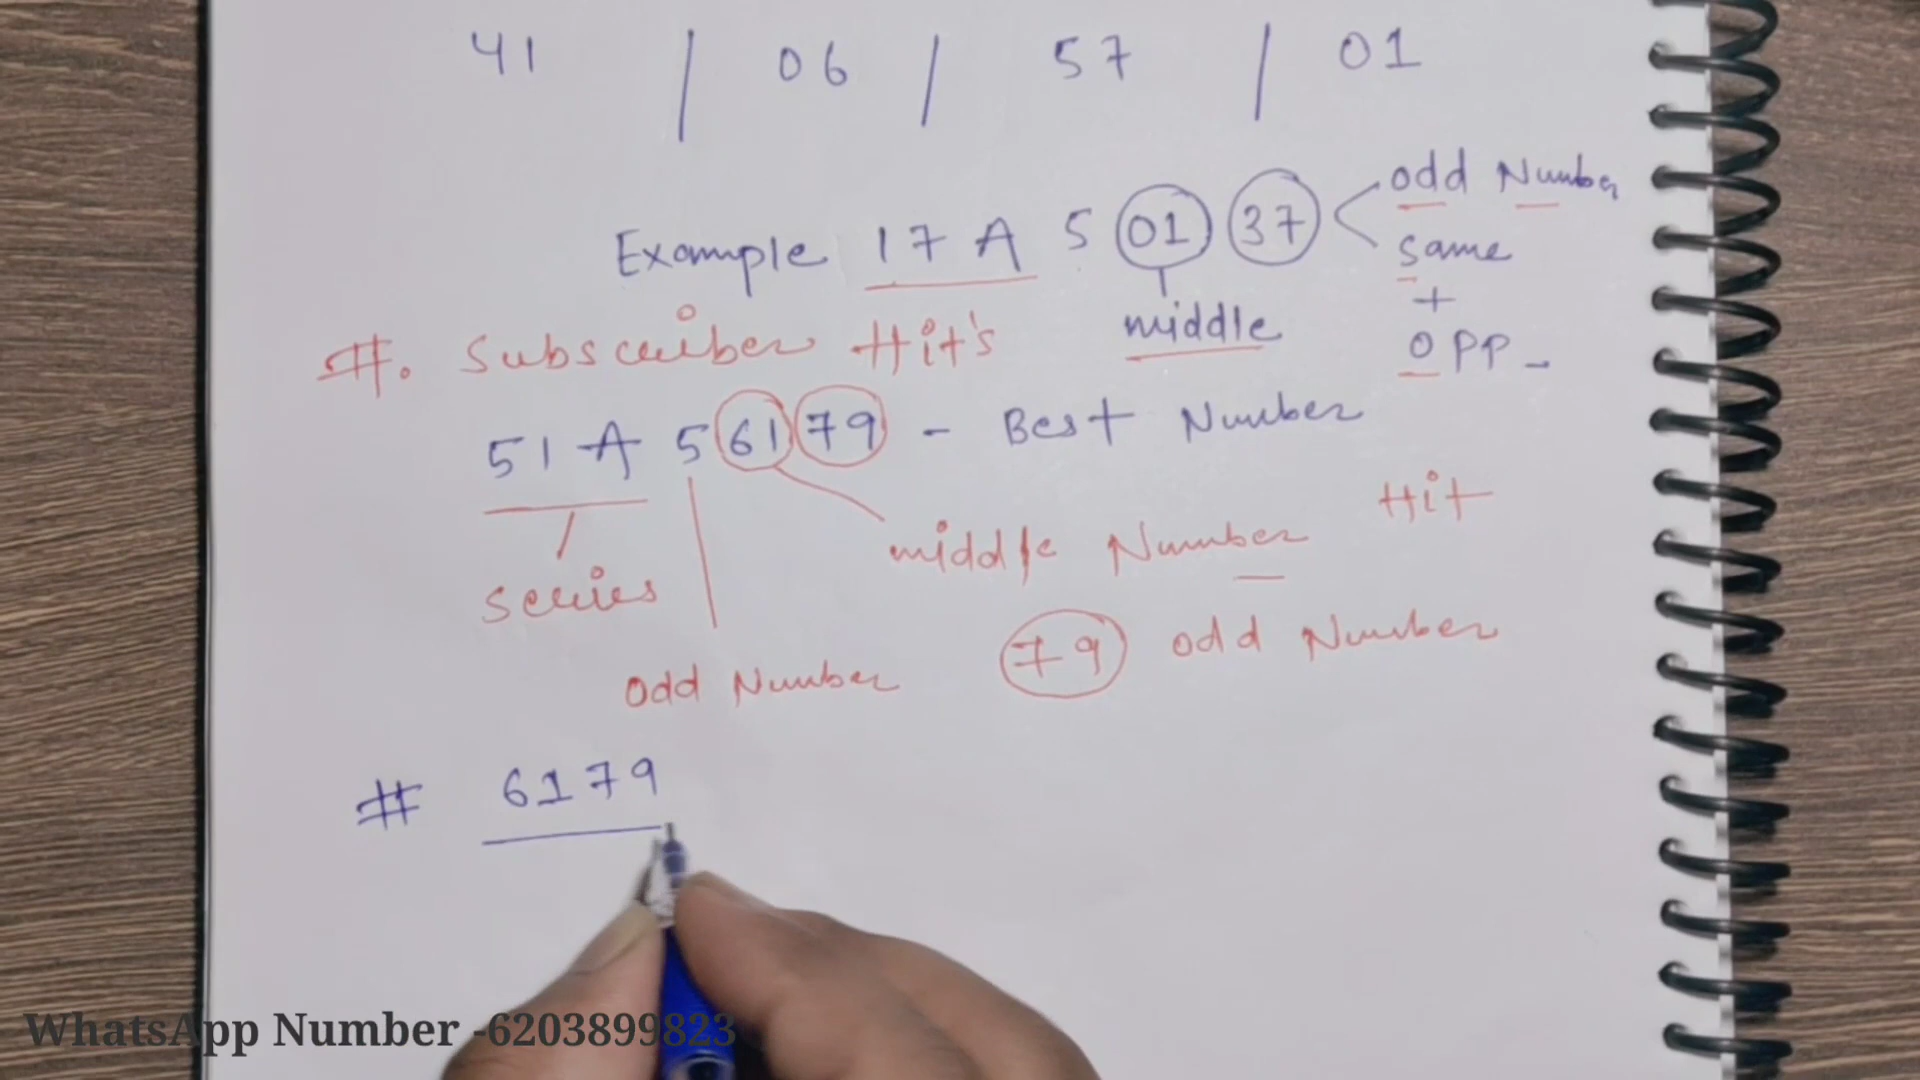 41 / 06 / 57 / 01
Example 17 A 5 01 37 odd Number
same
+
opp -
middle
#. Subscriber Hit's
51 A 5 61 79 - Best Number
Hit
middle Number
series
odd Number 79 odd Number
# 6179
WhatsApp Number -6203899823